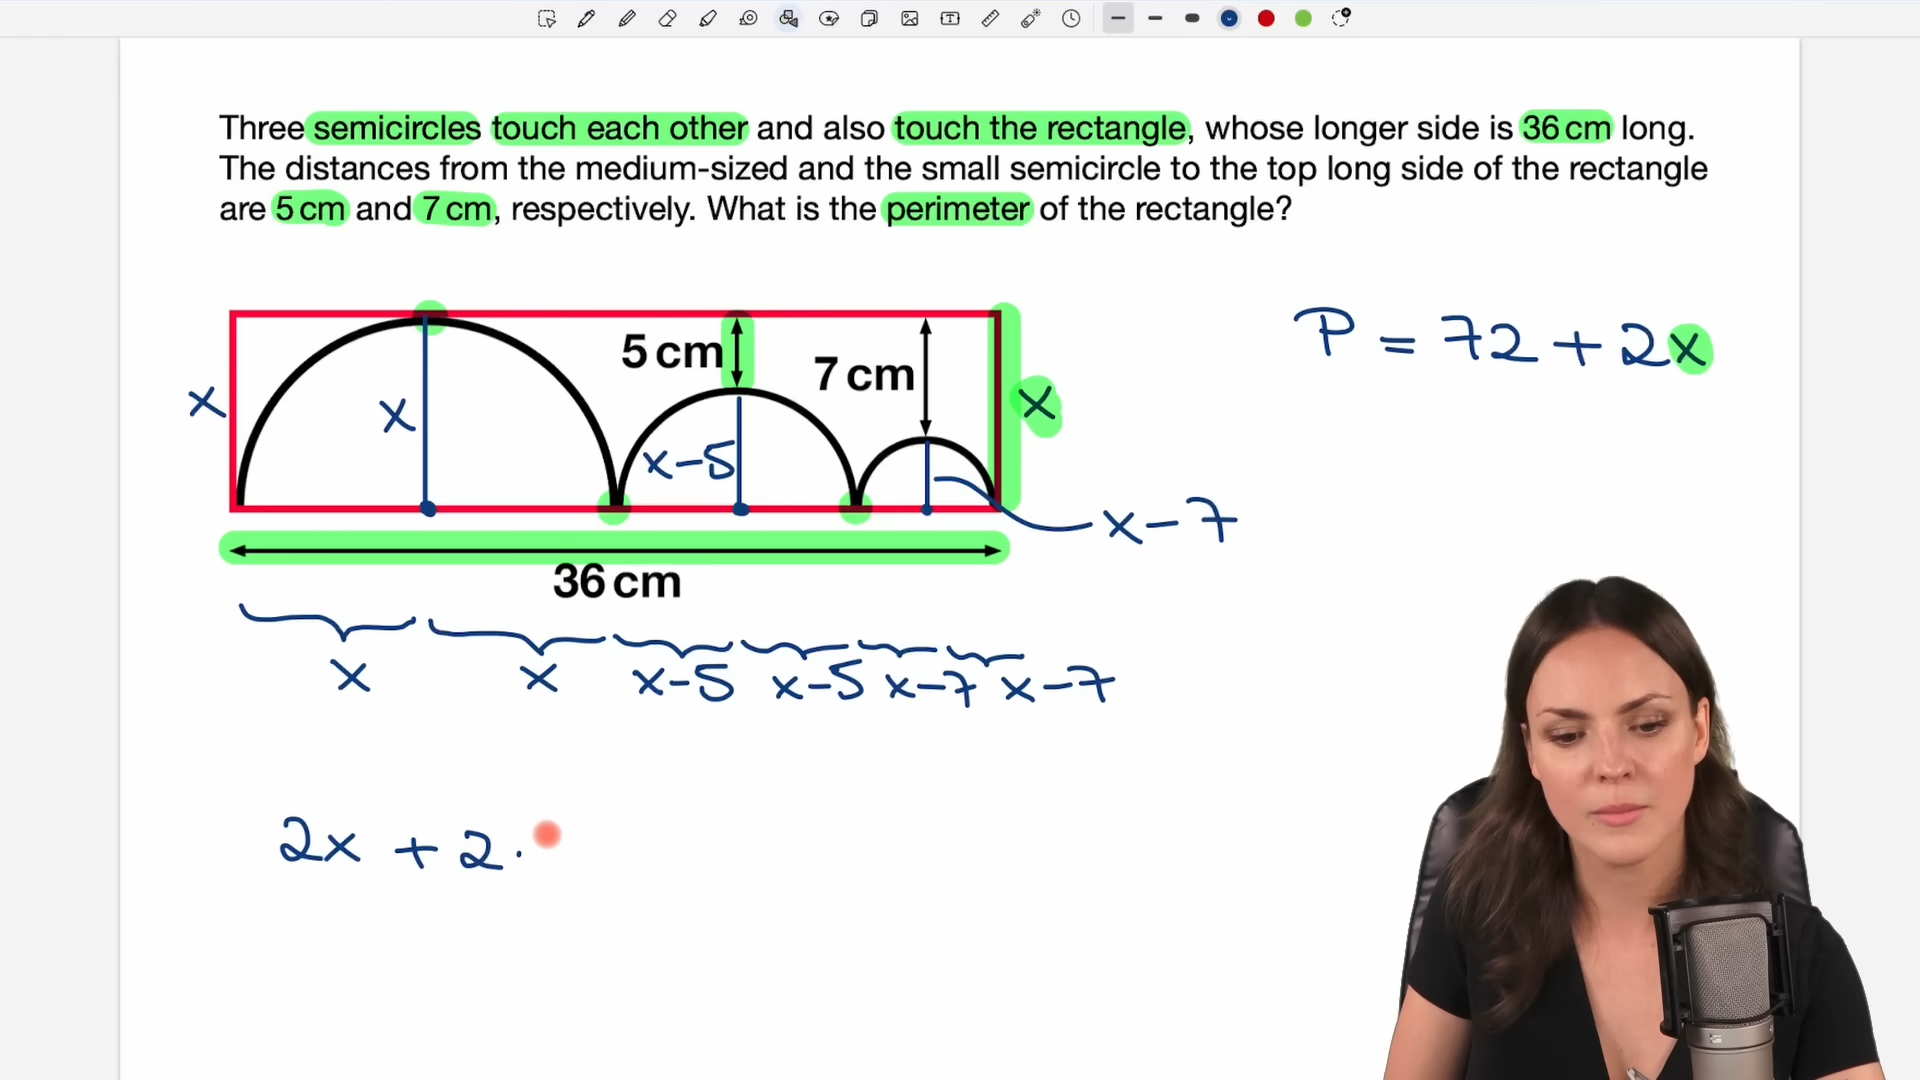 Three semicircles touch each other and also touch the rectangle, whose longer side is 36 cm long.
The distances from the medium-sized and the small semicircle to the top long side of the rectangle
are 5 cm and 7 cm, respectively. What is the perimeter of the rectangle?
P = 72 + 2x
5 cm
7 cm
x
x
x
x-5
x-7
36 cm
x x x-5 x-5 x-7 x-7
2x + 2 ·